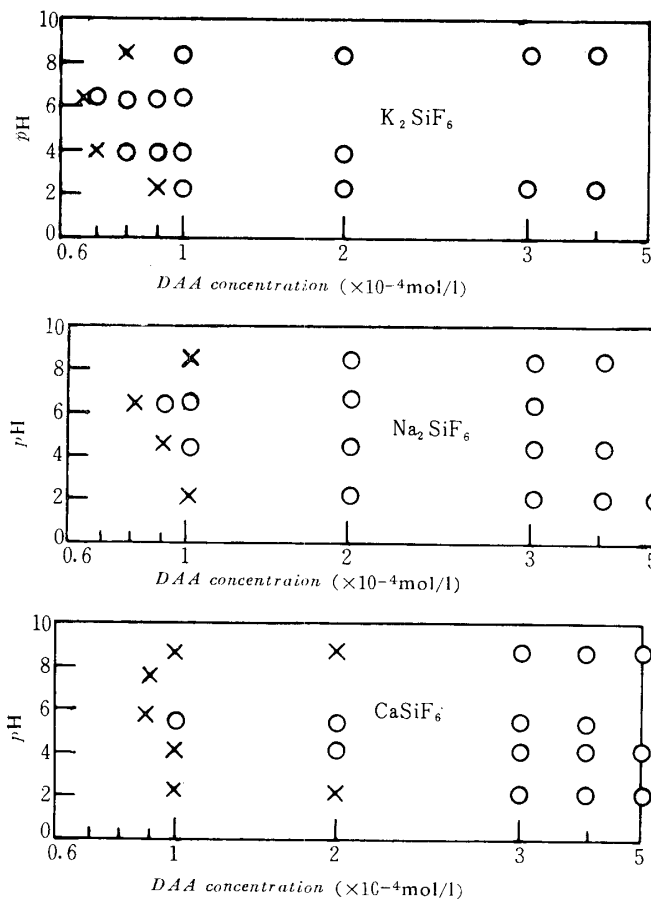 10
8
6
4
2
0
pH
K₂SiF₆
0.6 1 2 3 5
DAA concentration (×10⁻⁴mol/l)
10
8
6
4
2
0
pH
Na₂SiF₆
0.6 1 2 3 5
DAA concentraion (×10⁻⁴mol/l)
10
8
6
4
2
0
pH
CaSiF₆
0.6 1 2 3 5
DAA concentration (×10⁻⁴mol/l)